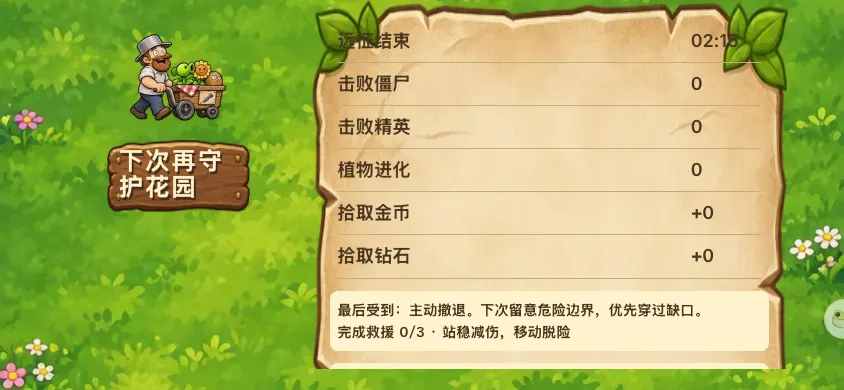 下次再守
护花园
远征结束 02:15
击败僵尸 0
击败精英 0
植物进化 0
拾取金币 +0
拾取钻石 +0
最后受到：主动撤退。下次留意危险边界，优先穿过缺口。
完成救援 0/3 · 站稳减伤，移动脱险